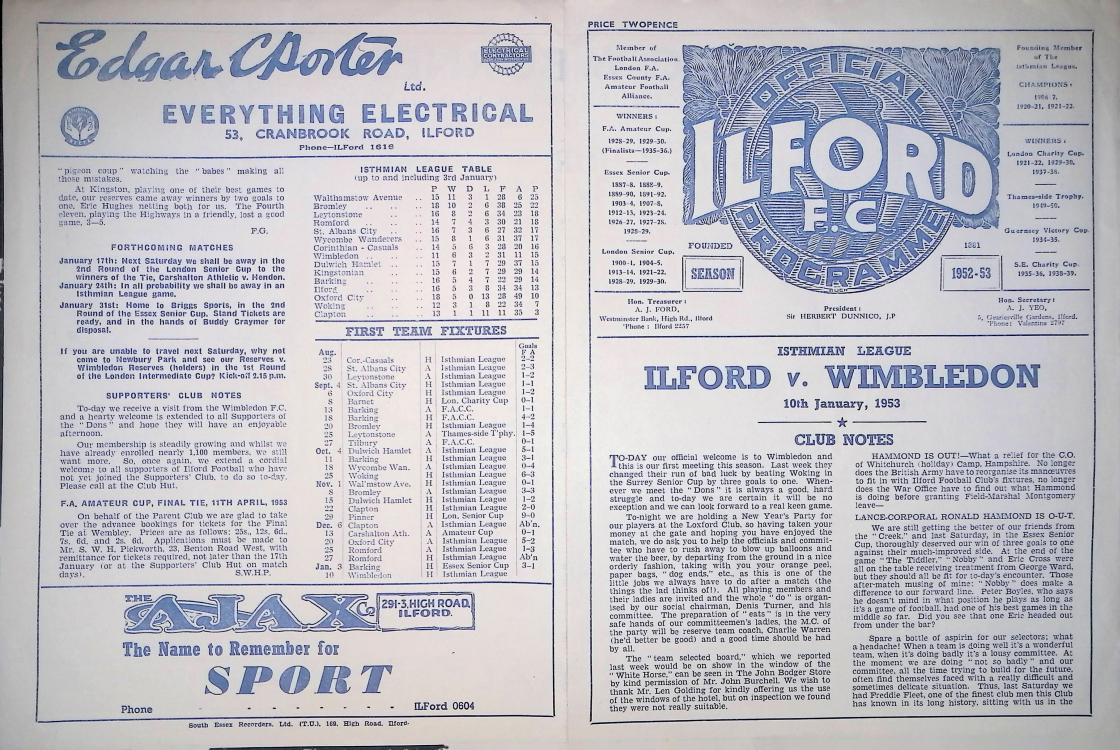 Edgar C Porter
Ltd.
EVERYTHING ELECTRICAL
53, CRANBROOK ROAD, ILFORD
Phone—ILFord 1616
"pigeon coup" watching the "babes" making all
those mistakes.
At Kingston, playing one of their best games to
date, our reserves came away winners by two goals to
one, Eric Hughes netting both for us. The Fourth
eleven, playing the Highways in a friendly, lost a good
game, 3—5.
F.G.
FORTHCOMING MATCHES
January 17th: Next Saturday we shall be away in the
2nd Round of the London Senior Cup to the
winners of the Tie, Carshalton Athletic v. Hendon.
January 24th: In all probability we shall be away in an
Isthmian League game.
January 31st: Home to Briggs Sports, in the 2nd
Round of the Essex Senior Cup. Stand Tickets are
ready, and in the hands of Buddy Craymer for
disposal.
If you are unable to travel next Saturday, why not
come to Newbury Park and see our Reserves v.
Wimbledon Reserves (holders) in the 1st Round
of the London Intermediate Cup? Kick-off 2.15 p.m.
SUPPORTERS' CLUB NOTES
To-day we receive a visit from the Wimbledon F.C.
and a hearty welcome is extended to all Supporters of
the "Dons" and hope they will have an enjoyable
afternoon.
Our membership is steadily growing and whilst we
have already enrolled nearly 1,100 members, we still
want more. So, once again, we extend a cordial
welcome to all supporters of Ilford Football who have
not yet joined the Supporters' Club, to do so to-day.
Please call at the Club Hut.
F.A. AMATEUR CUP, FINAL TIE, 11TH APRIL, 1953
On behalf of the Parent Club we are glad to take
over the advance bookings for tickets for the Final
Tie at Wembley. Prices are as follows: 25s., 12s. 6d.,
7s. 6d, and 2s. 6d. Applications must be made to
Mr. S. W. H. Pickworth, 23, Benton Road West, with
remittance for tickets required, not later than the 17th
January (or at the Supporters' Club Hut on match
days).
S.W.H.P.
ISTHMIAN LEAGUE TABLE
(up to and including 3rd January)
P W D L F A P
Walthamstow Avenue .. 15 11 3 1 28 6 25
Bromley .. .. 18 10 2 6 38 25 22
Leytonstone .. .. 16 8 2 6 34 23 18
Romford .. .. 14 7 4 3 30 21 18
St. Albans City .. .. 16 7 3 6 27 32 17
Wycombe Wanderers .. 15 8 1 6 31 37 17
Corinthian - Casuals .. 14 5 6 3 28 20 16
Wimbledon .. .. 11 6 3 2 31 11 15
Dulwich Hamlet .. .. 15 7 1 7 29 37 15
Kingstonian .. .. 15 6 2 7 29 29 14
Barking .. .. 16 5 4 7 22 29 14
Ilford .. .. 16 5 3 8 34 34 13
Oxford City .. .. 18 5 0 13 28 49 10
Woking .. .. 12 3 1 8 22 34 7
Clapton .. .. 13 1 1 11 11 35 3
FIRST TEAM FIXTURES
Goals
F A
Aug.
23 Cor.-Casuals H Isthmian League 2—2
28 St. Albans City A Isthmian League 2—3
30 Leytonstone A Isthmian League 1—2
Sept. 4 St. Albans City H Isthmian League 1—1
6 Oxford City H Isthmian League 1—2
8 Barnet H Lon. Charity Cup 0—1
13 Barking A F.A.C.C. 1—1
18 Barking H F.A.C.C. 4—2
20 Bromley H Isthmian League 1—4
25 Leytonstone A Thames-side T'phy. 1—5
27 Tilbury A F.A.C.C. 0—1
Oct. 4 Dulwich Hamlet A Isthmian League 5—1
11 Barking H Isthmian League 3—1
18 Wycombe Wan. A Isthmian League 0—4
25 Woking H Isthmian League 6—3
Nov. 1 Wal'mstow Ave. H Isthmian League 0—1
8 Bromley A Isthmian League 3—3
15 Dulwich Hamlet H Isthmian League 1—2
22 Clapton H Isthmian League 2—0
29 Pinner H Lon. Senior Cup 9—0
Dec. 6 Clapton A Isthmian League Ab'n.
13 Carshalton Ath. A Amateur Cup 0—1
20 Oxford City A Isthmian League 5—2
25 Romford A Isthmian League 1—3
27 Romford H Isthmian League Ab'n
Jan. 3 Barking H Essex Senior Cup 3—1
10 Wimbledon H Isthmian League
THE AJAX Co
291-3, HIGH ROAD,
ILFORD.
The Name to Remember for
SPORT
Phone - - - - - - - ILFord 0604
South Essex Recorders, Ltd. (T.U.), 169, High Road, Ilford.
PRICE TWOPENCE
Member of
The Football Association
London F.A.
Essex County F.A.
Amateur Football
Alliance.
WINNERS:
F.A. Amateur Cup.
1928-29, 1929-30.
(Finalists—1935-36.)
Essex Senior Cup.
1887-8, 1888-9,
1889-90, 1891-92,
1903-4, 1907-8,
1912-13, 1923-24,
1926-27, 1927-28,
1928-29.
London Senior Cup.
1900-1, 1904-5,
1913-14, 1921-22,
1928-29, 1929-30.
OFFICIAL
ILFORD
F.C
PROGRAMME
FOUNDED
1881
SEASON
1952-53
Founding Member
of The
Isthmian League.
CHAMPIONS:
1906-7,
1920-21, 1921-22.
WINNERS:
London Charity Cup.
1921-22, 1929-30,
1937-38.
Thames-side Trophy.
1949-50.
Guernsey Victory Cup.
1934-35.
S.E. Charity Cup.
1935-36, 1938-39.
Hon. Treasurer:
A. J. FORD,
Westminster Bank, High Rd., Ilford
'Phone : Ilford 2257
President:
Sir HERBERT DUNNICO, J.P
Hon. Secretary:
A. J. YEO,
5, Geariesville Gardens, Ilford.
'Phone: Valentine 2797
ISTHMIAN LEAGUE
ILFORD v. WIMBLEDON
10th January, 1953
CLUB NOTES
TO-DAY our official welcome is to Wimbledon and
this is our first meeting this season. Last week they
changed their run of bad luck by beating Woking in
the Surrey Senior Cup by three goals to one. When-
ever we meet the "Dons" it is always a good, hard
struggle and to-day we are certain it will be no
exception and we can look forward to a real keen game.
To-night we are holding a New Year's Party for
our players at the Loxford Club, so having taken your
money at the gate and hoping you have enjoyed the
match, we do ask you to help the officials and commit-
tee who have to rush away to blow up balloons and
water the beer, by departing from the ground in a nice
orderly fashion, taking with you your orange peel,
paper bags, "dog ends," etc., as this is one of the
little jobs we always have to do after a match (the
things the lad thinks of!). All playing members and
their ladies are invited and the whole "do" is organ-
ised by our social chairman, Denis Turner, and his
committee. The preparation of "eats" is in the very
safe hands of our committeemen's ladies, the M.C. of
the party will be reserve team coach, Charlie Warren
(he'd better be good) and a good time should be had
by all.
The "team selected board," which we reported
last week would be on show in the window of the
"White Horse," can be seen in The John Bodger Store
by kind permission of Mr. John Burchell. We wish to
thank Mr. Len Golding for kindly offering us the use
of the windows of the hotel, but on inspection we found
they were not really suitable.
HAMMOND IS OUT!—What a relief for the C.O.
of Whitchurch (holiday) Camp, Hampshire. No longer
does the British Army have to reorganise its manœuvres
to fit in with Ilford Football Club's fixtures, no longer
does the War Office have to find out what Hammond
is doing before granting Field-Marshal Montgomery
leave—
LANCE-CORPORAL RONALD HAMMOND IS O-U-T.
We are still getting the better of our friends from
the "Creek," and last Saturday, in the Essex Senior
Cup, thoroughly deserved our win of three goals to one
against their much-improved side. At the end of the
game "The Tiddler," "Nobby" and Eric Cross were
all on the table receiving treatment from George Ward,
but they should all be fit for to-day's encounter. Those
after-match musing of mine: "Nobby" does make a
difference to our forward line. Peter Boyles, who says
he doesn't mind in what position he plays as long as
it's a game of football, had one of his best games in the
middle so far. Did you see that one Eric headed out
from under the bar?
Spare a bottle of aspirin for our selectors; what
a headache! When a team is doing well it's a wonderful
team, when it's doing badly it's a lousy committee. At
the moment we are doing "not so badly" and our
committee, all the time trying to build for the future,
often find themselves faced with a really difficult and
sometimes delicate situation. Thus, last Saturday we
had Freddie Fleet, one of the finest club men this Club
has known in its long history, sitting with us in the